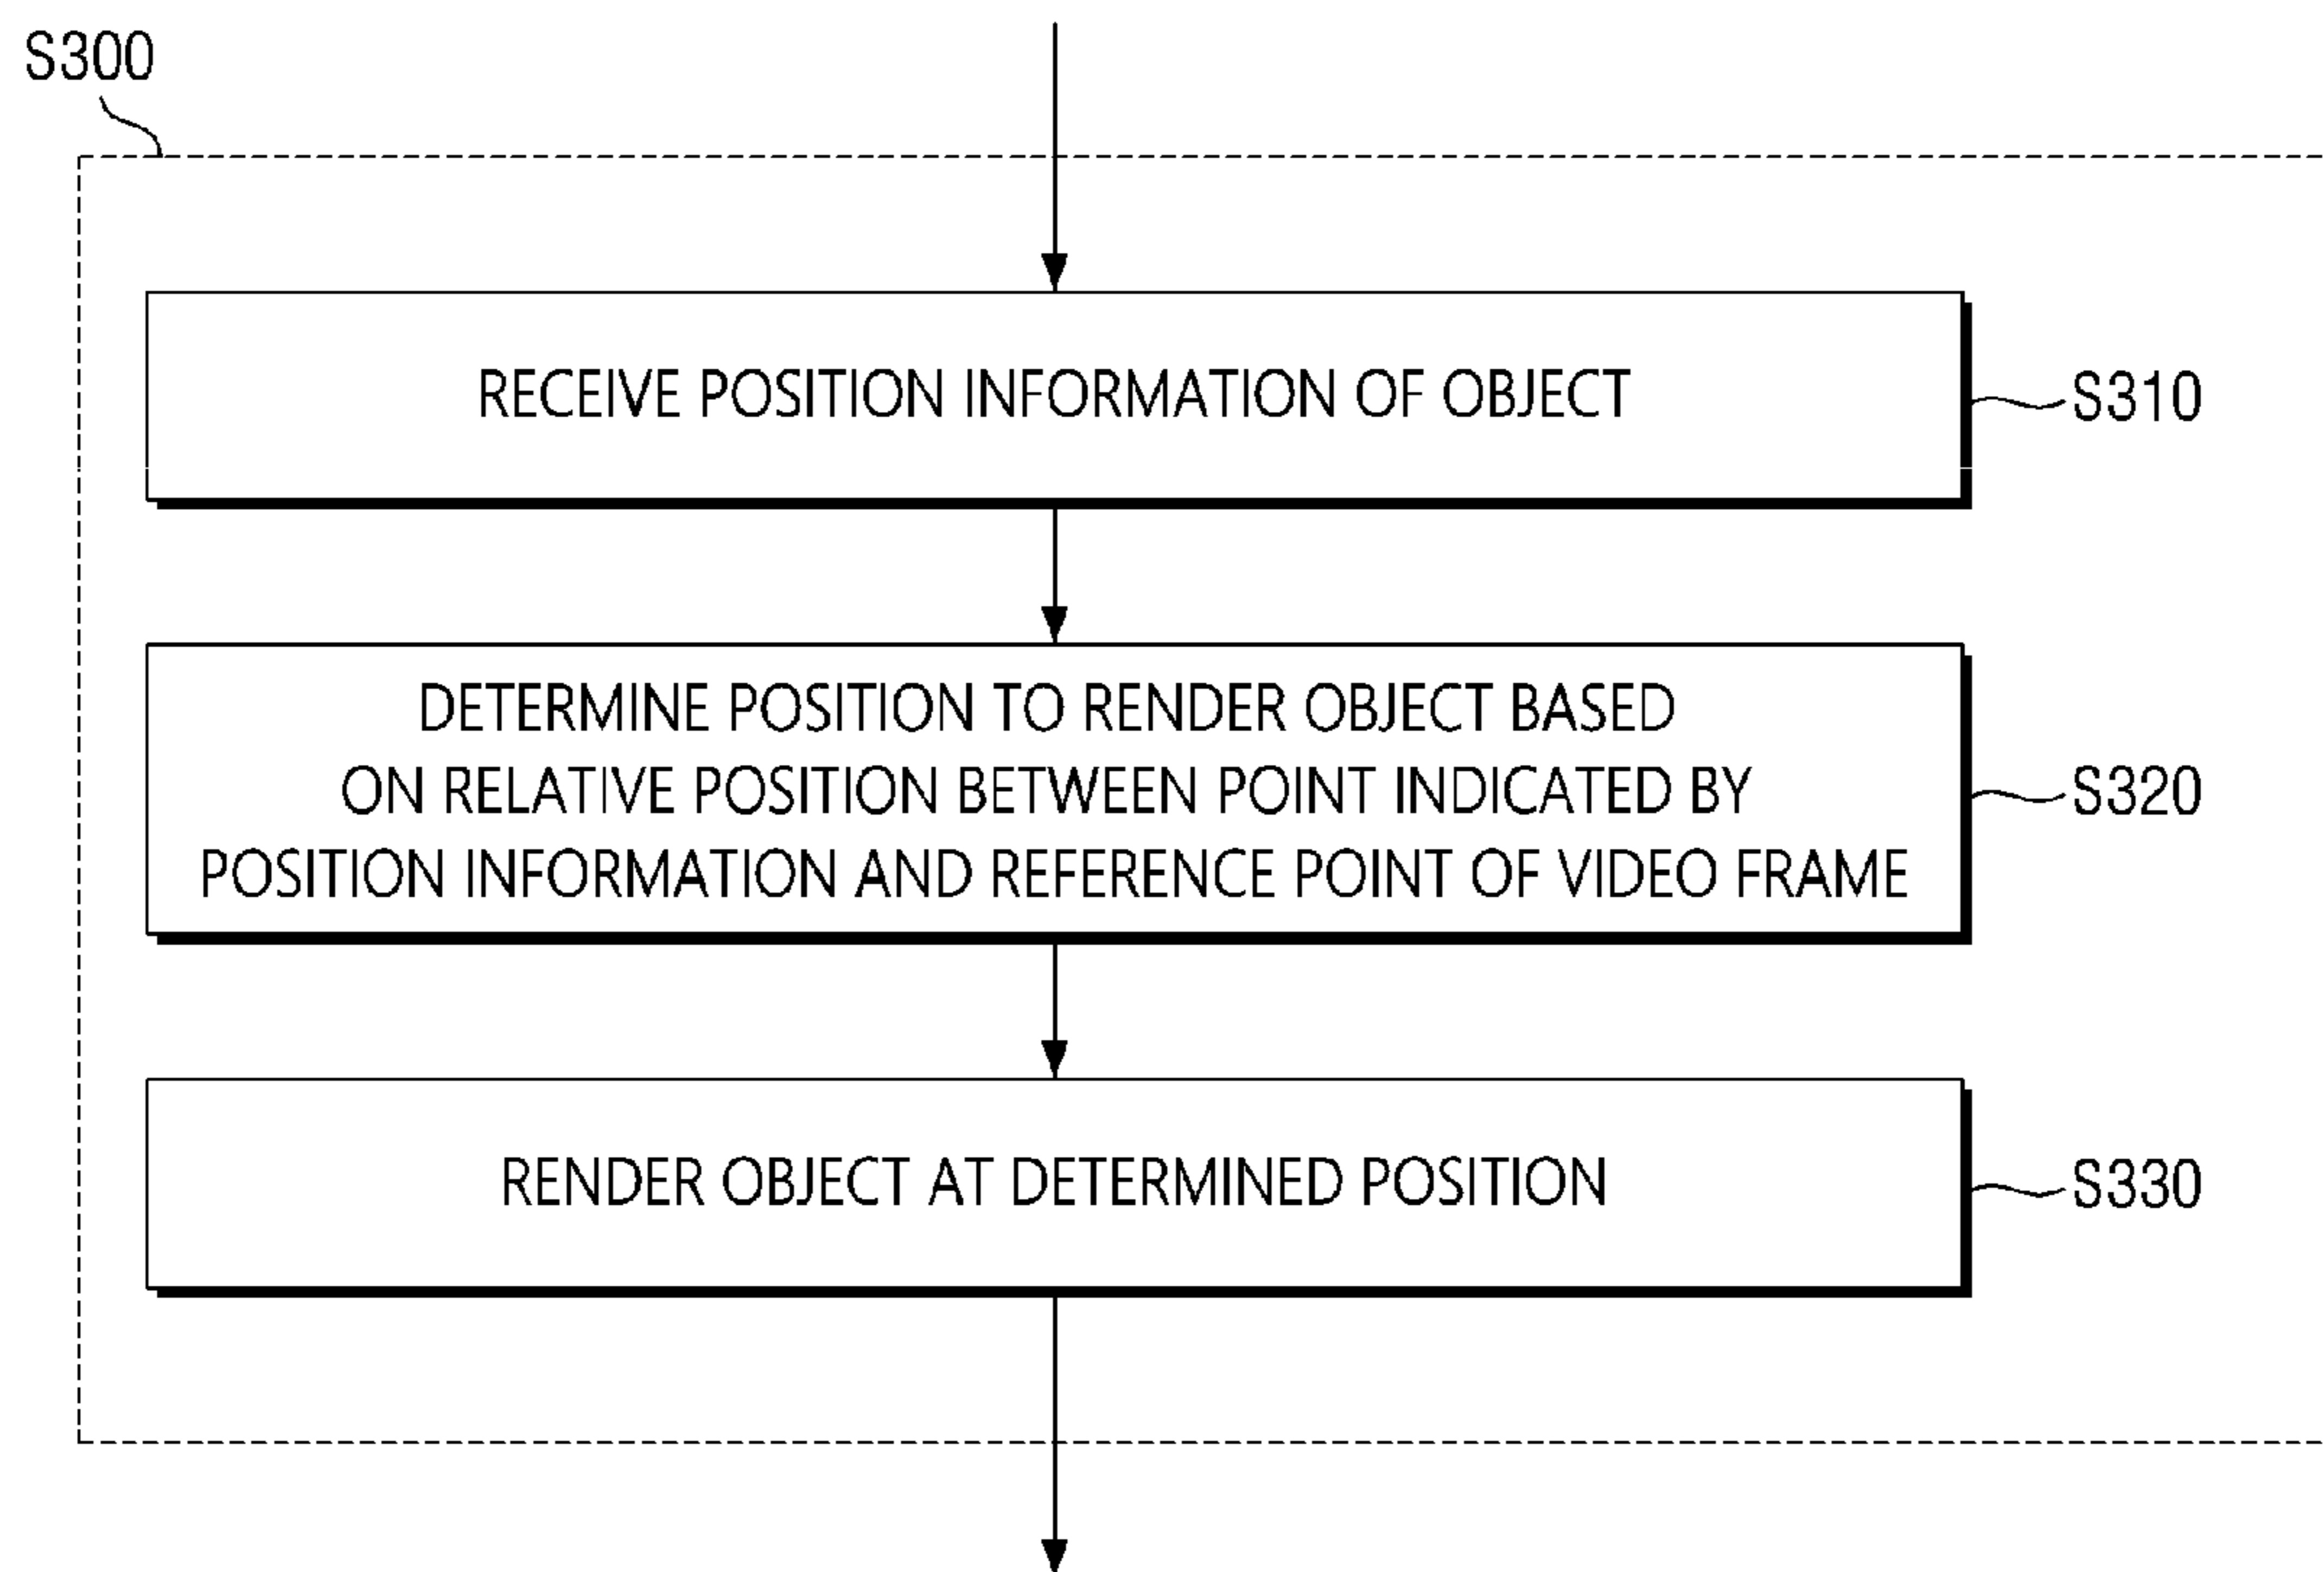 S300
RECEIVE POSITION INFORMATION OF OBJECT
S310
DETERMINE POSITION TO RENDER OBJECT BASED
ON RELATIVE POSITION BETWEEN POINT INDICATED BY
POSITION INFORMATION AND REFERENCE POINT OF VIDEO FRAME
S320
RENDER OBJECT AT DETERMINED POSITION
S330